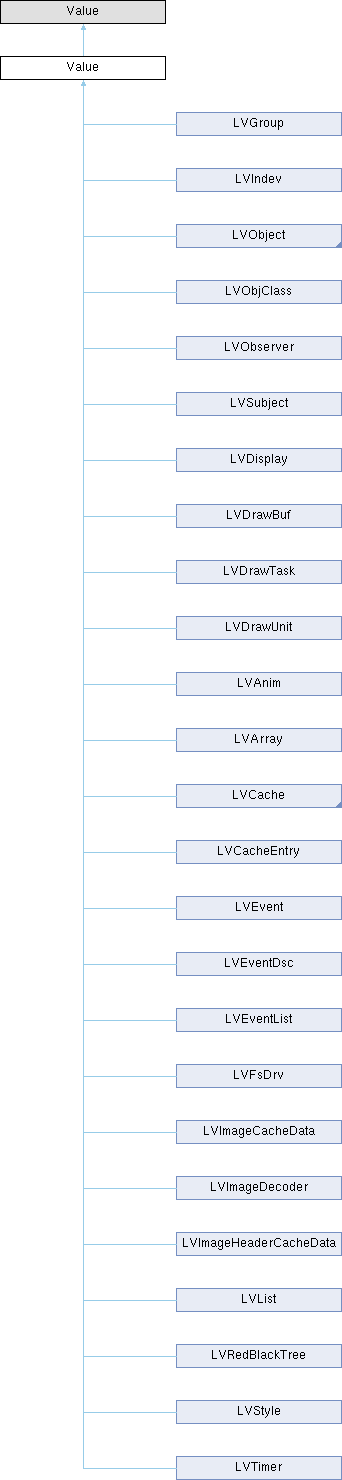 Value
Value
LVGroup
LVIndev
LVObject
LVObjClass
LVObserver
LVSubject
LVDisplay
LVDrawBuf
LVDrawTask
LVDrawUnit
LVAnim
LVArray
LVCache
LVCacheEntry
LVEvent
LVEventDsc
LVEventList
LVFsDrv
LVImageCacheData
LVImageDecoder
LVImageHeaderCacheData
LVList
LVRedBlackTree
LVStyle
LVTimer